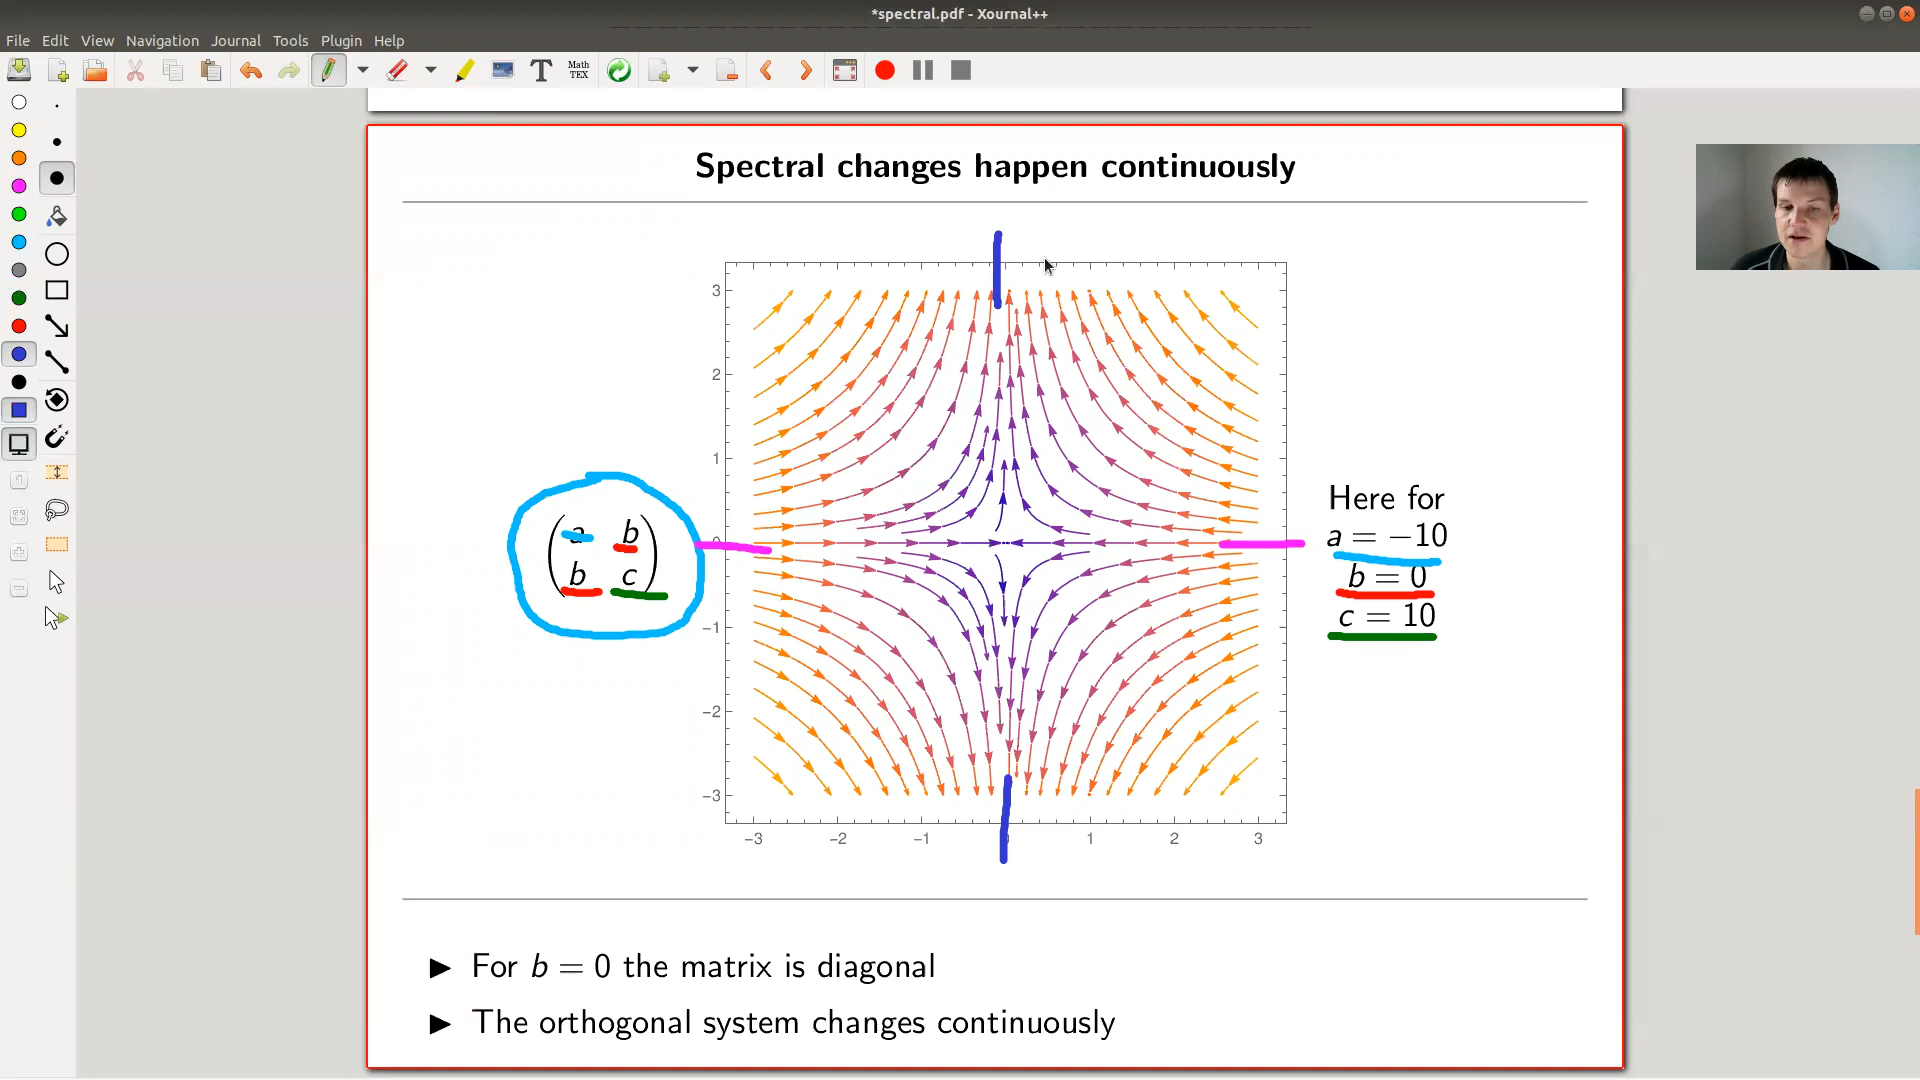 *spectral.pdf - Xournal++
File Edit View Navigation Journal Tools Plugin Help
Math
TEX
Spectral changes happen continuously
3
2
1
0
−1
−2
−3
−3 −2 −1 1 2 3
a b
b c
Here for
a = −10
b = 0
c = 10
▶ For b = 0 the matrix is diagonal
▶ The orthogonal system changes continuously